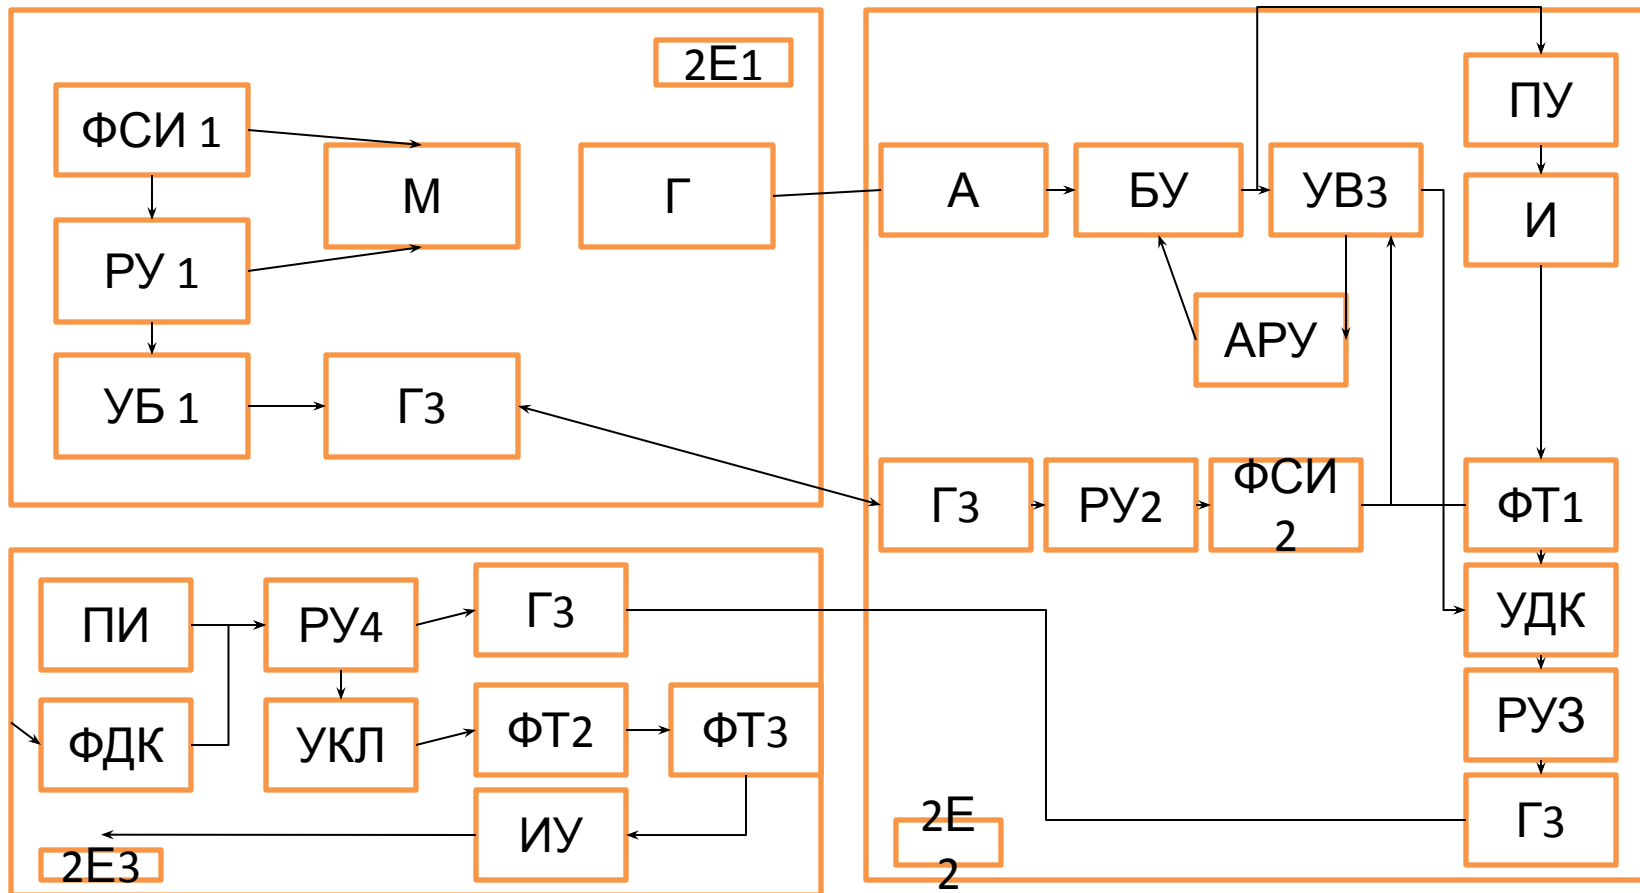 2Е1
ФСИ 1
М
Г
РУ 1
УБ 1
Г3
ПУ
А
БУ
УВ3
И
АРУ
Г3
РУ2
ФСИ
2
ФТ1
УДК
РУЗ
Г3
2Е
2
ПИ
РУ4
Г3
ФДК
УКЛ
ФТ2
ФТ3
ИУ
2Е3